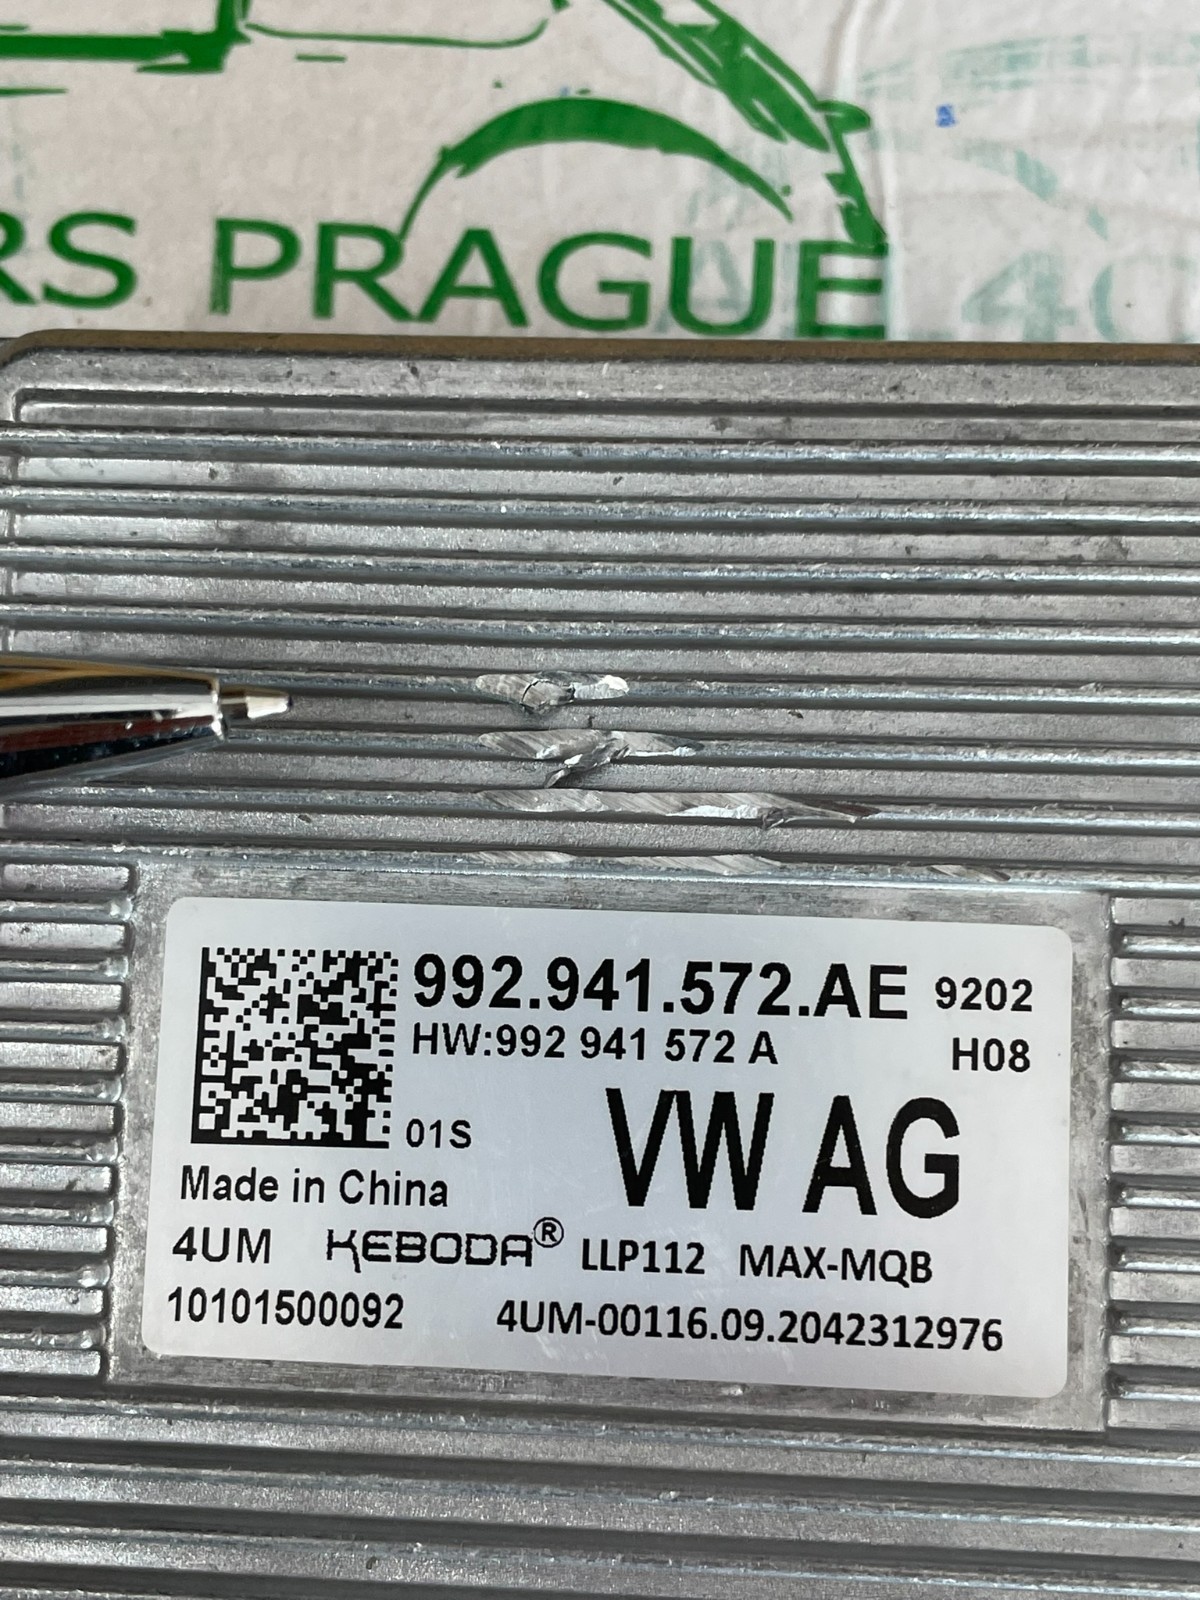 RS PRAGUE
992.941.572.AE 9202
HW:992 941 572 A H08
01S
VW AG
Made in China
4UM KEBODA® LLP112 MAX-MQB
10101500092 4UM-00116.09.2042312976